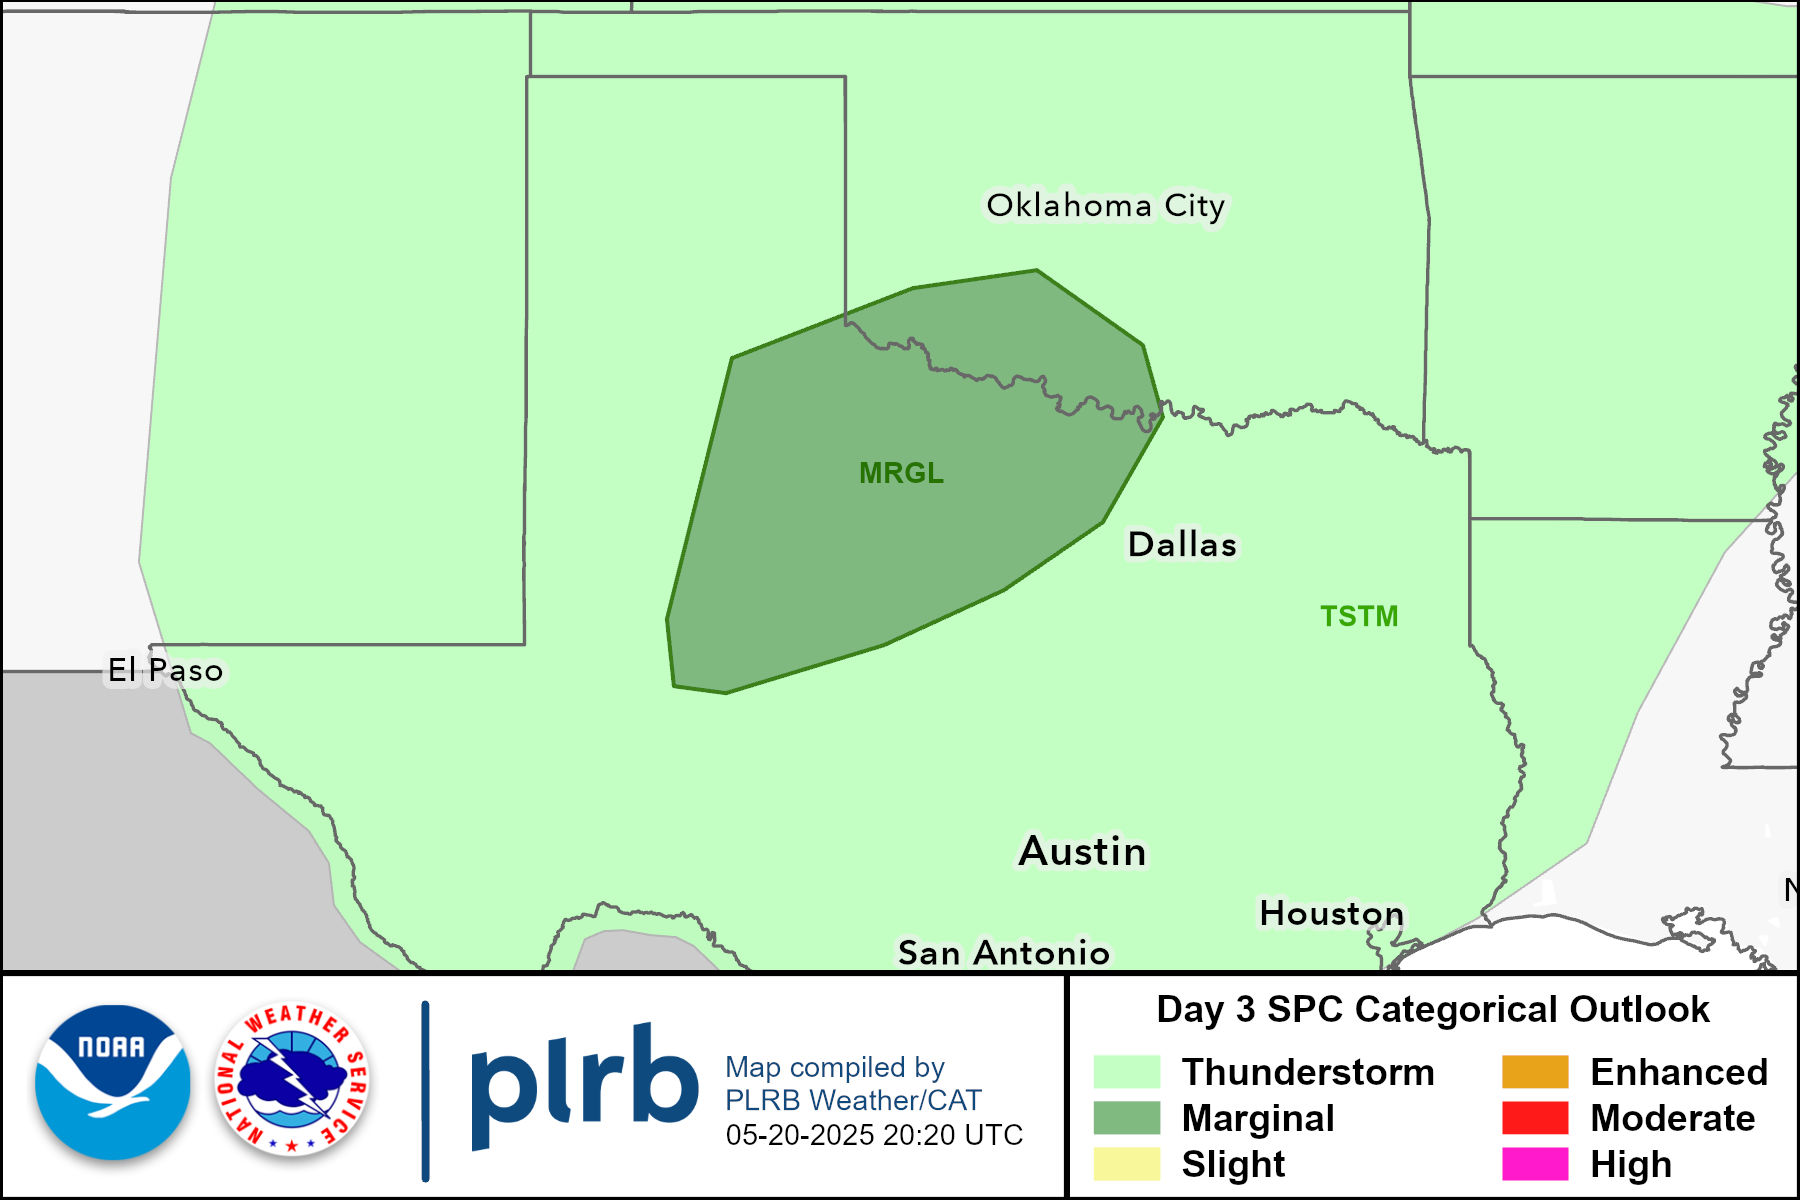 Oklahoma City
MRGL
Dallas
TSTM
El Paso
Austin
N
Houston
San Antonio
NOAA
NATIONAL WEATHER SERVICE
plrb
Map compiled by
PLRB Weather/CAT
05-20-2025 20:20 UTC
Day 3 SPC Categorical Outlook
Thunderstorm
Enhanced
Marginal
Moderate
Slight
High